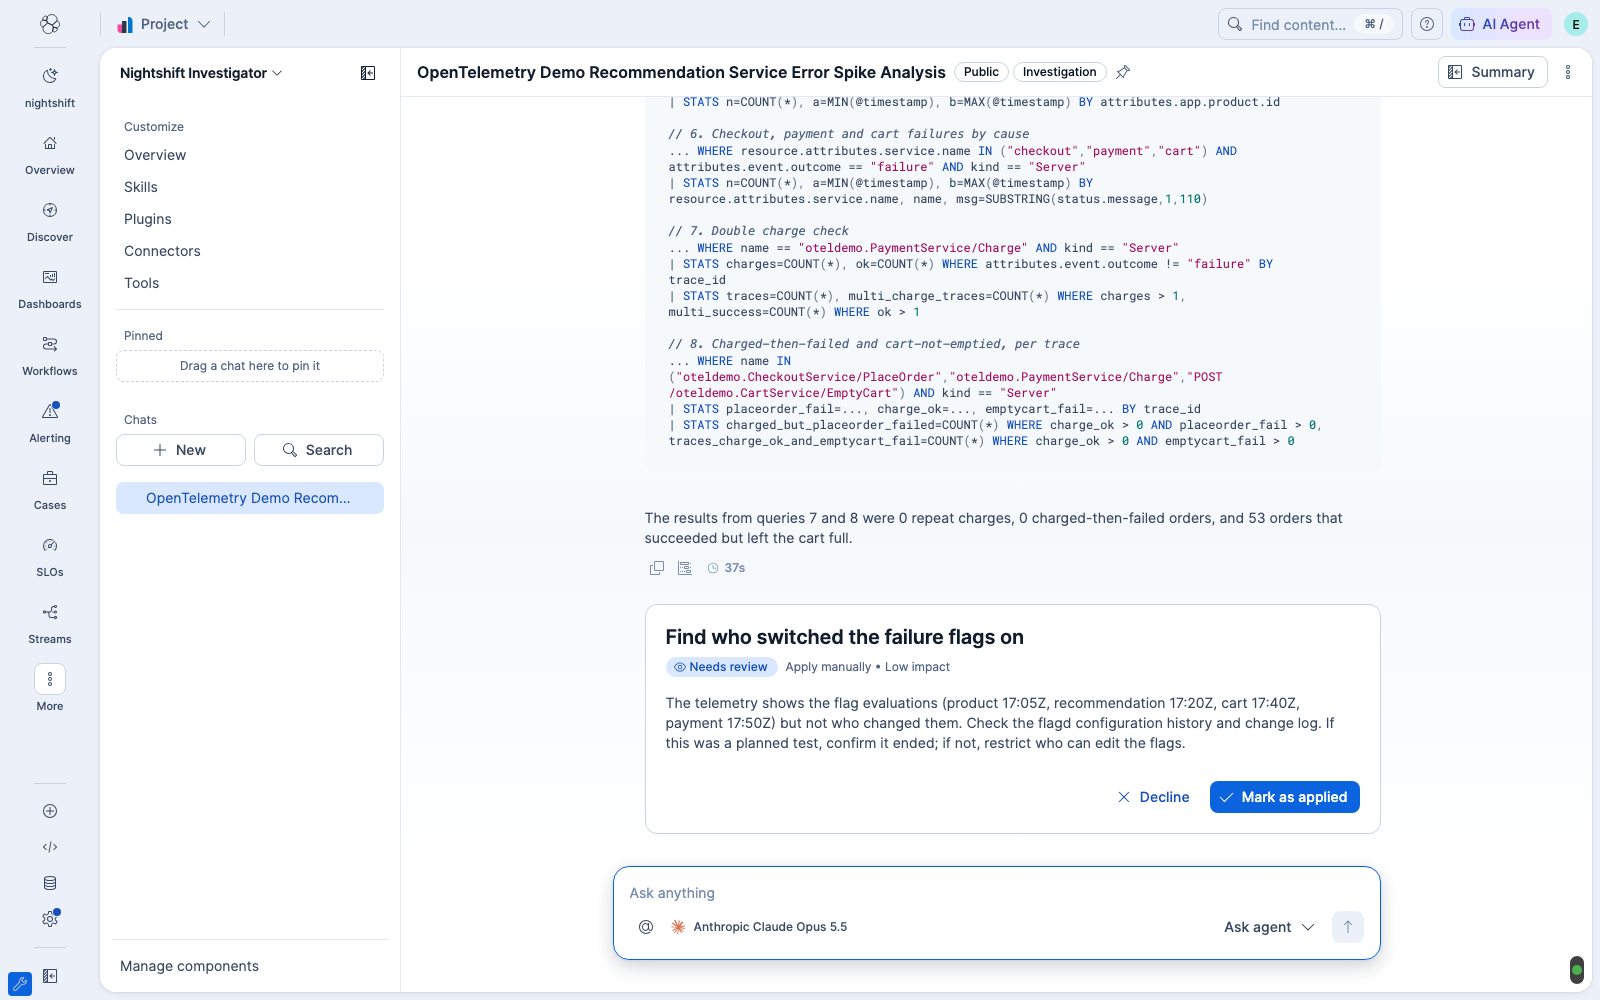 Project
Find content...
⌘ /
AI Agent
E
nightshift
Overview
Discover
Dashboards
Workflows
Alerting
Cases
SLOs
Streams
More
Nightshift Investigator
Customize
Overview
Skills
Plugins
Connectors
Tools
Pinned
Drag a chat here to pin it
Chats
New
Search
OpenTelemetry Demo Recom...
Manage components
OpenTelemetry Demo Recommendation Service Error Spike Analysis
Public
Investigation
Summary
| STATS n=COUNT(*), a=MIN(@timestamp), b=MAX(@timestamp) BY attributes.app.product.id
// 6. Checkout, payment and cart failures by cause
... WHERE resource.attributes.service.name IN ("checkout","payment","cart") AND
attributes.event.outcome == "failure" AND kind == "Server"
| STATS n=COUNT(*), a=MIN(@timestamp), b=MAX(@timestamp) BY
resource.attributes.service.name, name, msg=SUBSTRING(status.message,1,110)
// 7. Double charge check
... WHERE name == "oteldemo.PaymentService/Charge" AND kind == "Server"
| STATS charges=COUNT(*), ok=COUNT(*) WHERE attributes.event.outcome != "failure" BY
trace_id
| STATS traces=COUNT(*), multi_charge_traces=COUNT(*) WHERE charges > 1,
multi_success=COUNT(*) WHERE ok > 1
// 8. Charged-then-failed and cart-not-emptied, per trace
... WHERE name IN
("oteldemo.CheckoutService/PlaceOrder","oteldemo.PaymentService/Charge","POST
/oteldemo.CartService/EmptyCart") AND kind == "Server"
| STATS placeorder_fail=..., charge_ok=..., emptycart_fail=... BY trace_id
| STATS charged_but_placeorder_failed=COUNT(*) WHERE charge_ok > 0 AND placeorder_fail > 0,
traces_charge_ok_and_emptycart_fail=COUNT(*) WHERE charge_ok > 0 AND emptycart_fail > 0
The results from queries 7 and 8 were 0 repeat charges, 0 charged-then-failed orders, and 53 orders that
succeeded but left the cart full.
37s
Find who switched the failure flags on
Needs review
Apply manually • Low impact
The telemetry shows the flag evaluations (product 17:05Z, recommendation 17:20Z, cart 17:40Z,
payment 17:50Z) but not who changed them. Check the flagd configuration history and change log. If
this was a planned test, confirm it ended; if not, restrict who can edit the flags.
Decline
Mark as applied
Ask anything
Anthropic Claude Opus 5.5
Ask agent